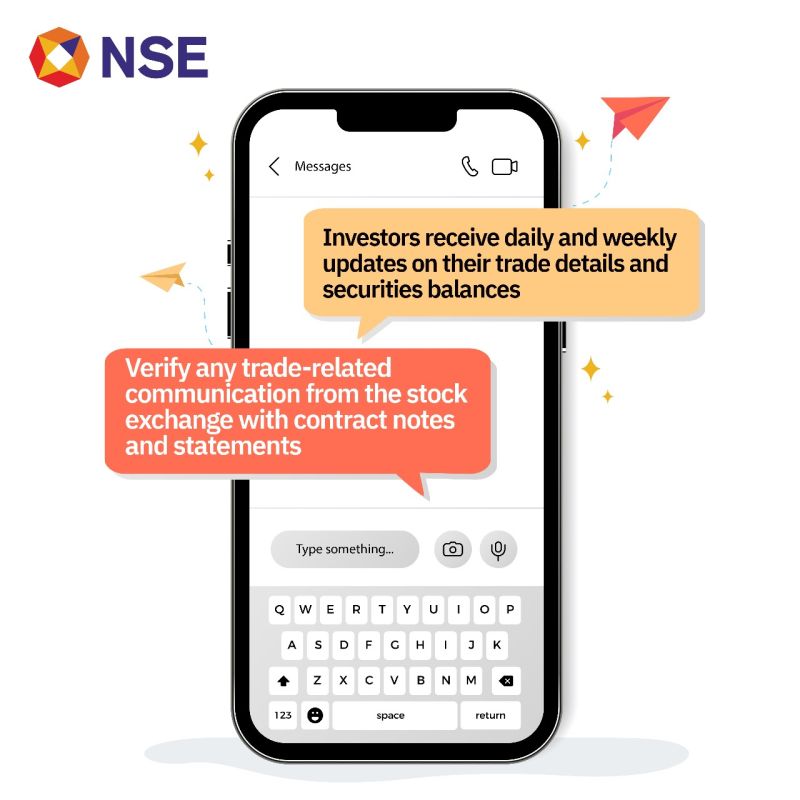 NSE
Messages
Investors receive daily and weekly
updates on their trade details and
securities balances
Verify any trade-related
communication from the stock
exchange with contract notes
and statements
Type something...
Q W E R T Y U I O P
A S D F G H I J K
Z X C V B N M
123 space return